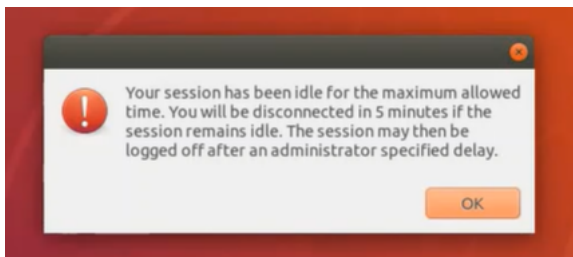 Your session has been idle for the maximum allowed
time. You will be disconnected in 5 minutes if the
session remains idle. The session may then be
logged off after an administrator specified delay.
OK